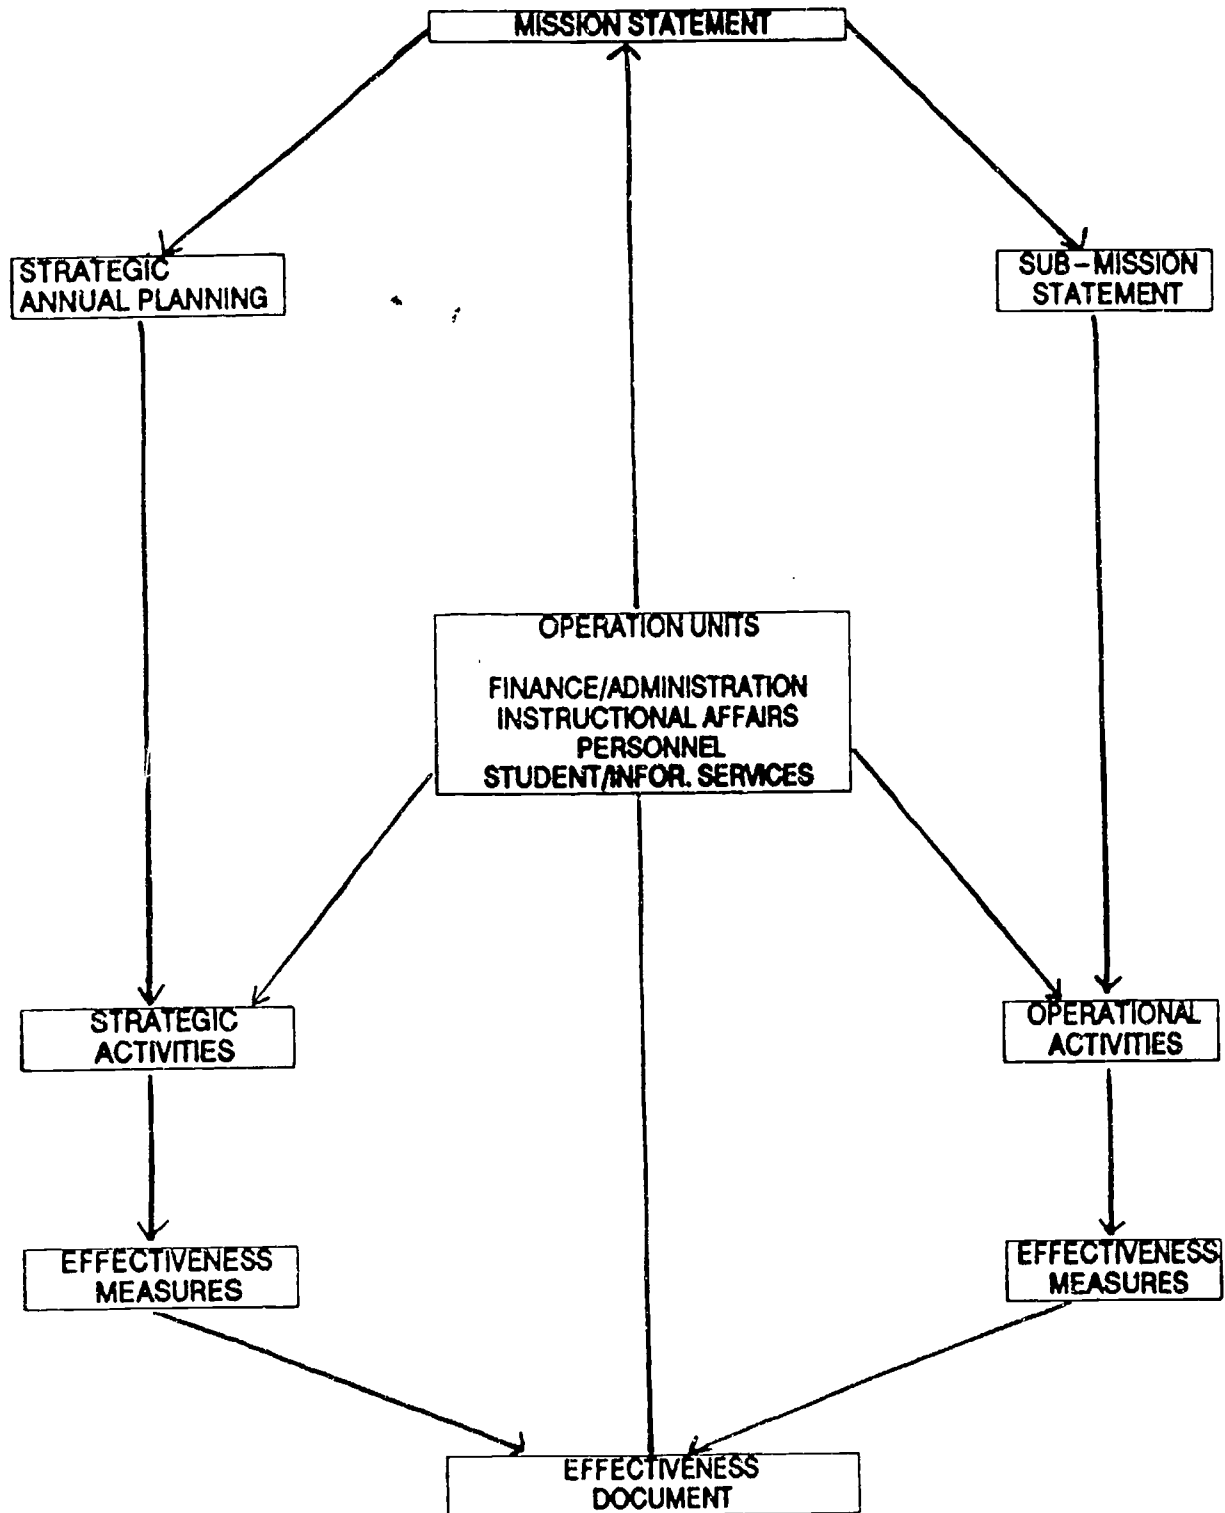 MISSION STATEMENT
STRATEGIC
ANNUAL PLANNING
SUB-MISSION
STATEMENT
OPERATION UNITS
FINANCE/ADMINISTRATION
INSTRUCTIONAL AFFAIRS
PERSONNEL
STUDENT/INFOR. SERVICES
STRATEGIC
ACTIVITIES
OPERATIONAL
ACTIVITIES
EFFECTIVENESS
MEASURES
EFFECTIVENESS
MEASURES
EFFECTIVENESS
DOCUMENT